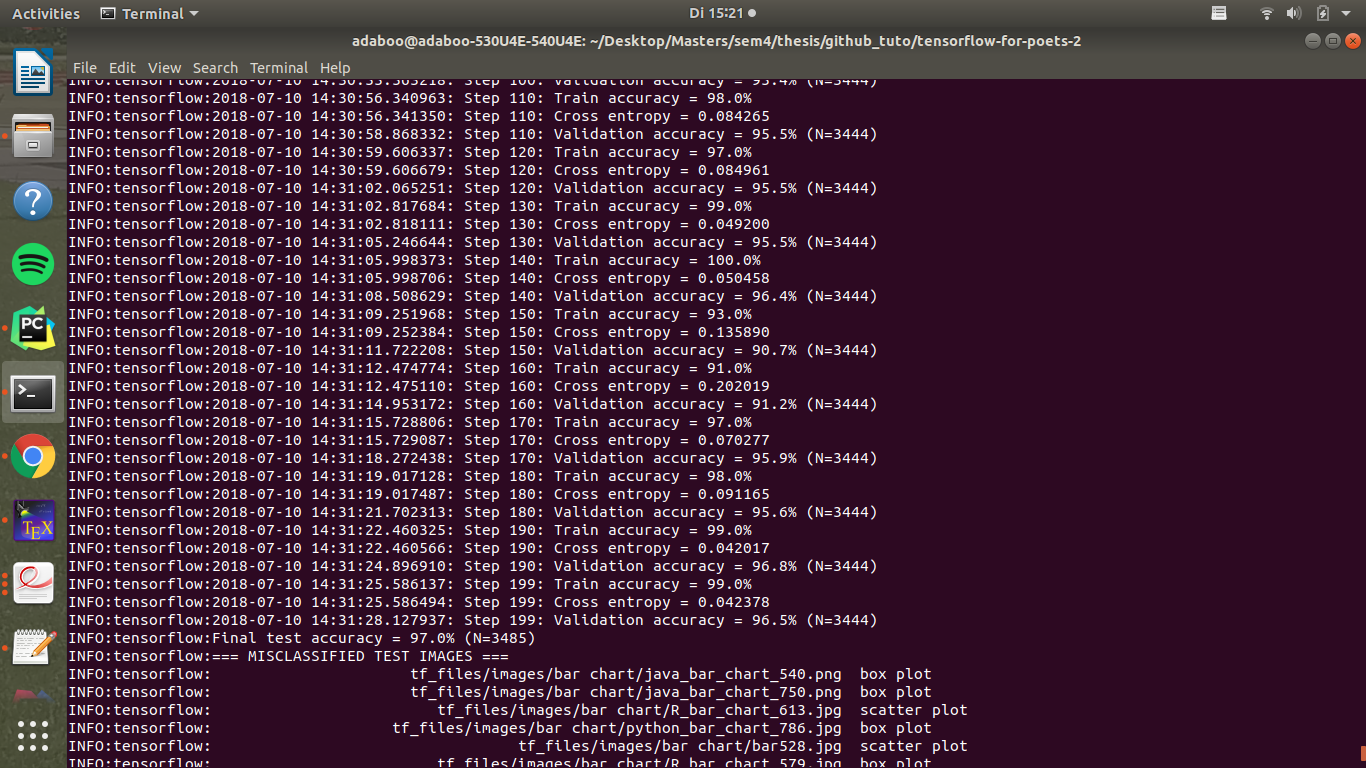 Activities Terminal Di 15:21
adaboo@adaboo-530U4E-540U4E: ~/Desktop/Masters/sem4/thesis/github_tuto/tensorflow-for-poets-2
File Edit View Search Terminal Help
INFO:tensorflow:2018-07-10 14:30:55.363218: Step 100: Validation accuracy = 95.4% (N=3444)
INFO:tensorflow:2018-07-10 14:30:56.340963: Step 110: Train accuracy = 98.0%
INFO:tensorflow:2018-07-10 14:30:56.341350: Step 110: Cross entropy = 0.084265
INFO:tensorflow:2018-07-10 14:30:58.868332: Step 110: Validation accuracy = 95.5% (N=3444)
INFO:tensorflow:2018-07-10 14:30:59.606337: Step 120: Train accuracy = 97.0%
INFO:tensorflow:2018-07-10 14:30:59.606679: Step 120: Cross entropy = 0.084961
INFO:tensorflow:2018-07-10 14:31:02.065251: Step 120: Validation accuracy = 95.5% (N=3444)
INFO:tensorflow:2018-07-10 14:31:02.817684: Step 130: Train accuracy = 99.0%
INFO:tensorflow:2018-07-10 14:31:02.818111: Step 130: Cross entropy = 0.049200
INFO:tensorflow:2018-07-10 14:31:05.246644: Step 130: Validation accuracy = 95.5% (N=3444)
INFO:tensorflow:2018-07-10 14:31:05.998373: Step 140: Train accuracy = 100.0%
INFO:tensorflow:2018-07-10 14:31:05.998706: Step 140: Cross entropy = 0.050458
INFO:tensorflow:2018-07-10 14:31:08.508629: Step 140: Validation accuracy = 96.4% (N=3444)
INFO:tensorflow:2018-07-10 14:31:09.251968: Step 150: Train accuracy = 93.0%
INFO:tensorflow:2018-07-10 14:31:09.252384: Step 150: Cross entropy = 0.135890
INFO:tensorflow:2018-07-10 14:31:11.722208: Step 150: Validation accuracy = 90.7% (N=3444)
INFO:tensorflow:2018-07-10 14:31:12.474774: Step 160: Train accuracy = 91.0%
INFO:tensorflow:2018-07-10 14:31:12.475110: Step 160: Cross entropy = 0.202019
INFO:tensorflow:2018-07-10 14:31:14.953172: Step 160: Validation accuracy = 91.2% (N=3444)
INFO:tensorflow:2018-07-10 14:31:15.728806: Step 170: Train accuracy = 97.0%
INFO:tensorflow:2018-07-10 14:31:15.729087: Step 170: Cross entropy = 0.070277
INFO:tensorflow:2018-07-10 14:31:18.272438: Step 170: Validation accuracy = 95.9% (N=3444)
INFO:tensorflow:2018-07-10 14:31:19.017128: Step 180: Train accuracy = 98.0%
INFO:tensorflow:2018-07-10 14:31:19.017487: Step 180: Cross entropy = 0.091165
INFO:tensorflow:2018-07-10 14:31:21.702313: Step 180: Validation accuracy = 95.6% (N=3444)
INFO:tensorflow:2018-07-10 14:31:22.460325: Step 190: Train accuracy = 99.0%
INFO:tensorflow:2018-07-10 14:31:22.460566: Step 190: Cross entropy = 0.042017
INFO:tensorflow:2018-07-10 14:31:24.896910: Step 190: Validation accuracy = 96.8% (N=3444)
INFO:tensorflow:2018-07-10 14:31:25.586137: Step 199: Train accuracy = 99.0%
INFO:tensorflow:2018-07-10 14:31:25.586494: Step 199: Cross entropy = 0.042378
INFO:tensorflow:2018-07-10 14:31:28.127937: Step 199: Validation accuracy = 96.5% (N=3444)
INFO:tensorflow:Final test accuracy = 97.0% (N=3485)
INFO:tensorflow:=== MISCLASSIFIED TEST IMAGES ===
INFO:tensorflow: tf_files/images/bar chart/java_bar_chart_540.png box plot
INFO:tensorflow: tf_files/images/bar chart/java_bar_chart_750.png box plot
INFO:tensorflow: tf_files/images/bar chart/R_bar_chart_613.jpg scatter plot
INFO:tensorflow: tf_files/images/bar chart/python_bar_chart_786.jpg box plot
INFO:tensorflow: tf_files/images/bar chart/bar528.jpg scatter plot
INFO:tensorflow: tf_files/images/bar chart/R_bar_chart_579.jpg box plot
PC
TEX